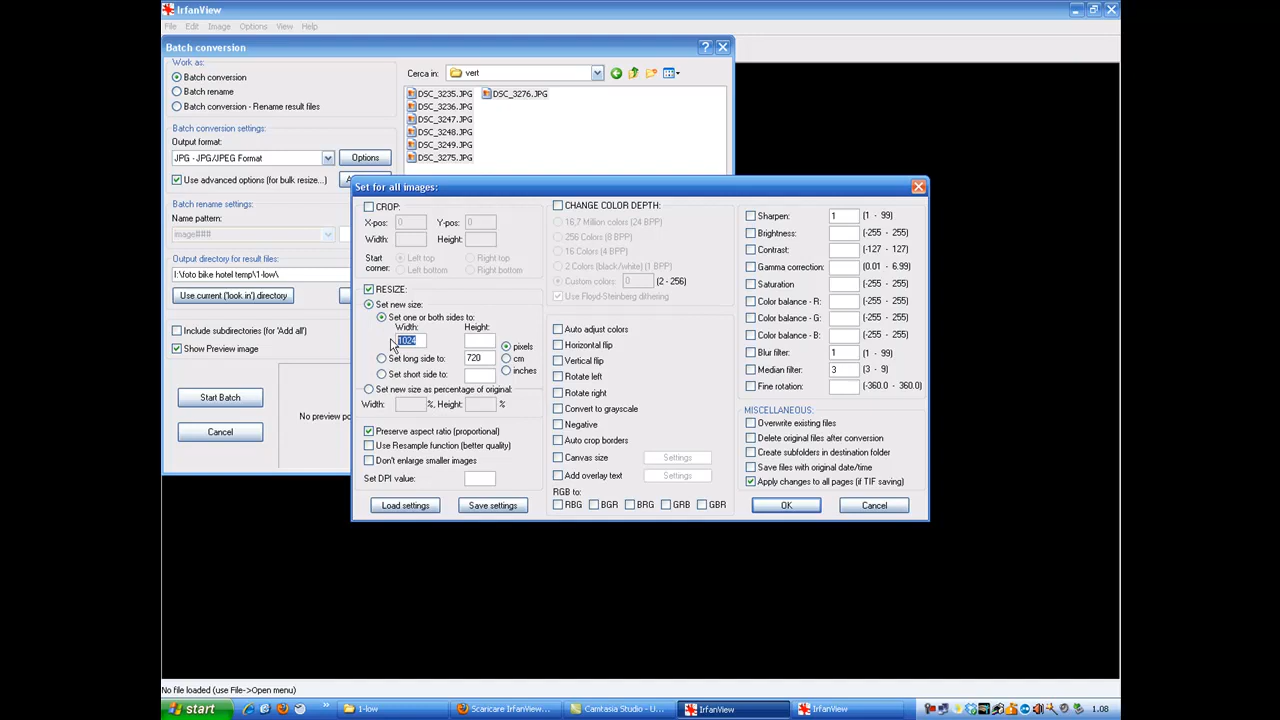 IrfanView
File Edit Image Options View Help
Batch conversion
Work as:
Batch conversion
Batch rename
Batch conversion - Rename result files
Cerca in: vert
DSC_3235.JPG DSC_3276.JPG
DSC_3236.JPG
DSC_3247.JPG
DSC_3248.JPG
DSC_3249.JPG
DSC_3275.JPG
Batch conversion settings:
Output format:
JPG - JPG/JPEG Format Options
Use advanced options (for bulk resize...)
Batch rename settings:
Name pattern:
image###
Output directory for result files:
I:\foto bike hotel temp\1-low\
Use current ('look in') directory
Include subdirectories (for 'Add all')
Show Preview image
Start Batch
Cancel
No preview po
Set for all images:
CROP:
X-pos: 0 Y-pos: 0
Width: Height:
Start corner: Left top Right top
Left bottom Right bottom
RESIZE:
Set new size:
Set one or both sides to:
Width: Height:
1024
pixels
Set long side to: 720 cm
Set short side to: inches
Set new size as percentage of original:
Width: %, Height: %
Preserve aspect ratio (proportional)
Use Resample function (better quality)
Don't enlarge smaller images
Set DPI value:
Load settings Save settings
CHANGE COLOR DEPTH:
16,7 Million colors (24 BPP)
256 Colors (8 BPP)
16 Colors (4 BPP)
2 Colors (black/white) (1 BPP)
Custom colors: 0 (2 - 256)
Use Floyd-Steinberg dithering
Auto adjust colors
Horizontal flip
Vertical flip
Rotate left
Rotate right
Convert to grayscale
Negative
Auto crop borders
Canvas size Settings
Add overlay text Settings
RGB to:
RBG BGR BRG GRB GBR
Sharpen: 1 (1 - 99)
Brightness: (-255 - 255)
Contrast: (-127 - 127)
Gamma correction: (0.01 - 6.99)
Saturation (-255 - 255)
Color balance - R: (-255 - 255)
Color balance - G: (-255 - 255)
Color balance - B: (-255 - 255)
Blur filter: 1 (1 - 99)
Median filter: 3 (3 - 9)
Fine rotation: (-360.0 - 360.0)
MISCELLANEOUS:
Overwrite existing files
Delete original files after conversion
Create subfolders in destination folder
Save files with original date/time
Apply changes to all pages (if TIF saving)
OK Cancel
No file loaded (use File->Open menu)
start 1-low Scaricare IrfanView... Camtasia Studio - U... IrfanView IrfanView 1.08